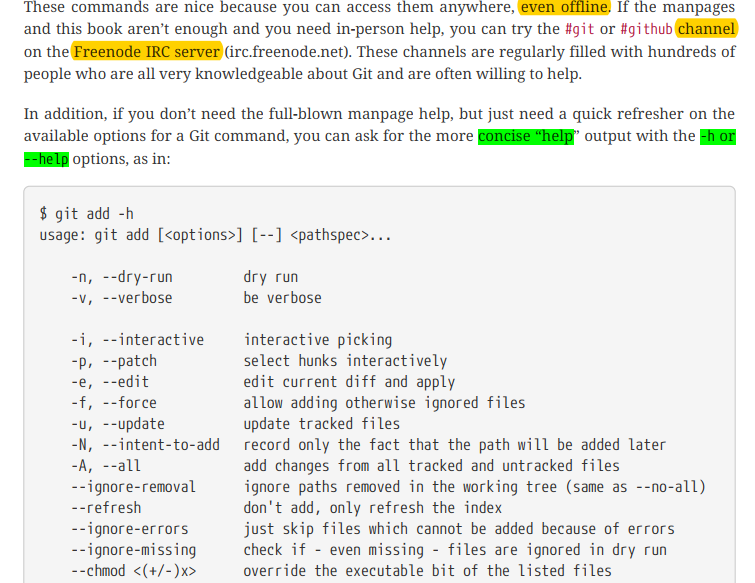 These commands are nice because you can access them anywhere, even offline. If the manpages
and this book aren’t enough and you need in-person help, you can try the #git or #github channel
on the Freenode IRC server (irc.freenode.net). These channels are regularly filled with hundreds of
people who are all very knowledgeable about Git and are often willing to help.
In addition, if you don’t need the full-blown manpage help, but just need a quick refresher on the
available options for a Git command, you can ask for the more concise “help” output with the -h or
--help options, as in:
$ git add -h
usage: git add [<options>] [--] <pathspec>...
-n, --dry-run dry run
-v, --verbose be verbose
-i, --interactive interactive picking
-p, --patch select hunks interactively
-e, --edit edit current diff and apply
-f, --force allow adding otherwise ignored files
-u, --update update tracked files
-N, --intent-to-add record only the fact that the path will be added later
-A, --all add changes from all tracked and untracked files
--ignore-removal ignore paths removed in the working tree (same as --no-all)
--refresh don't add, only refresh the index
--ignore-errors just skip files which cannot be added because of errors
--ignore-missing check if - even missing - files are ignored in dry run
--chmod <(+/-)x> override the executable bit of the listed files